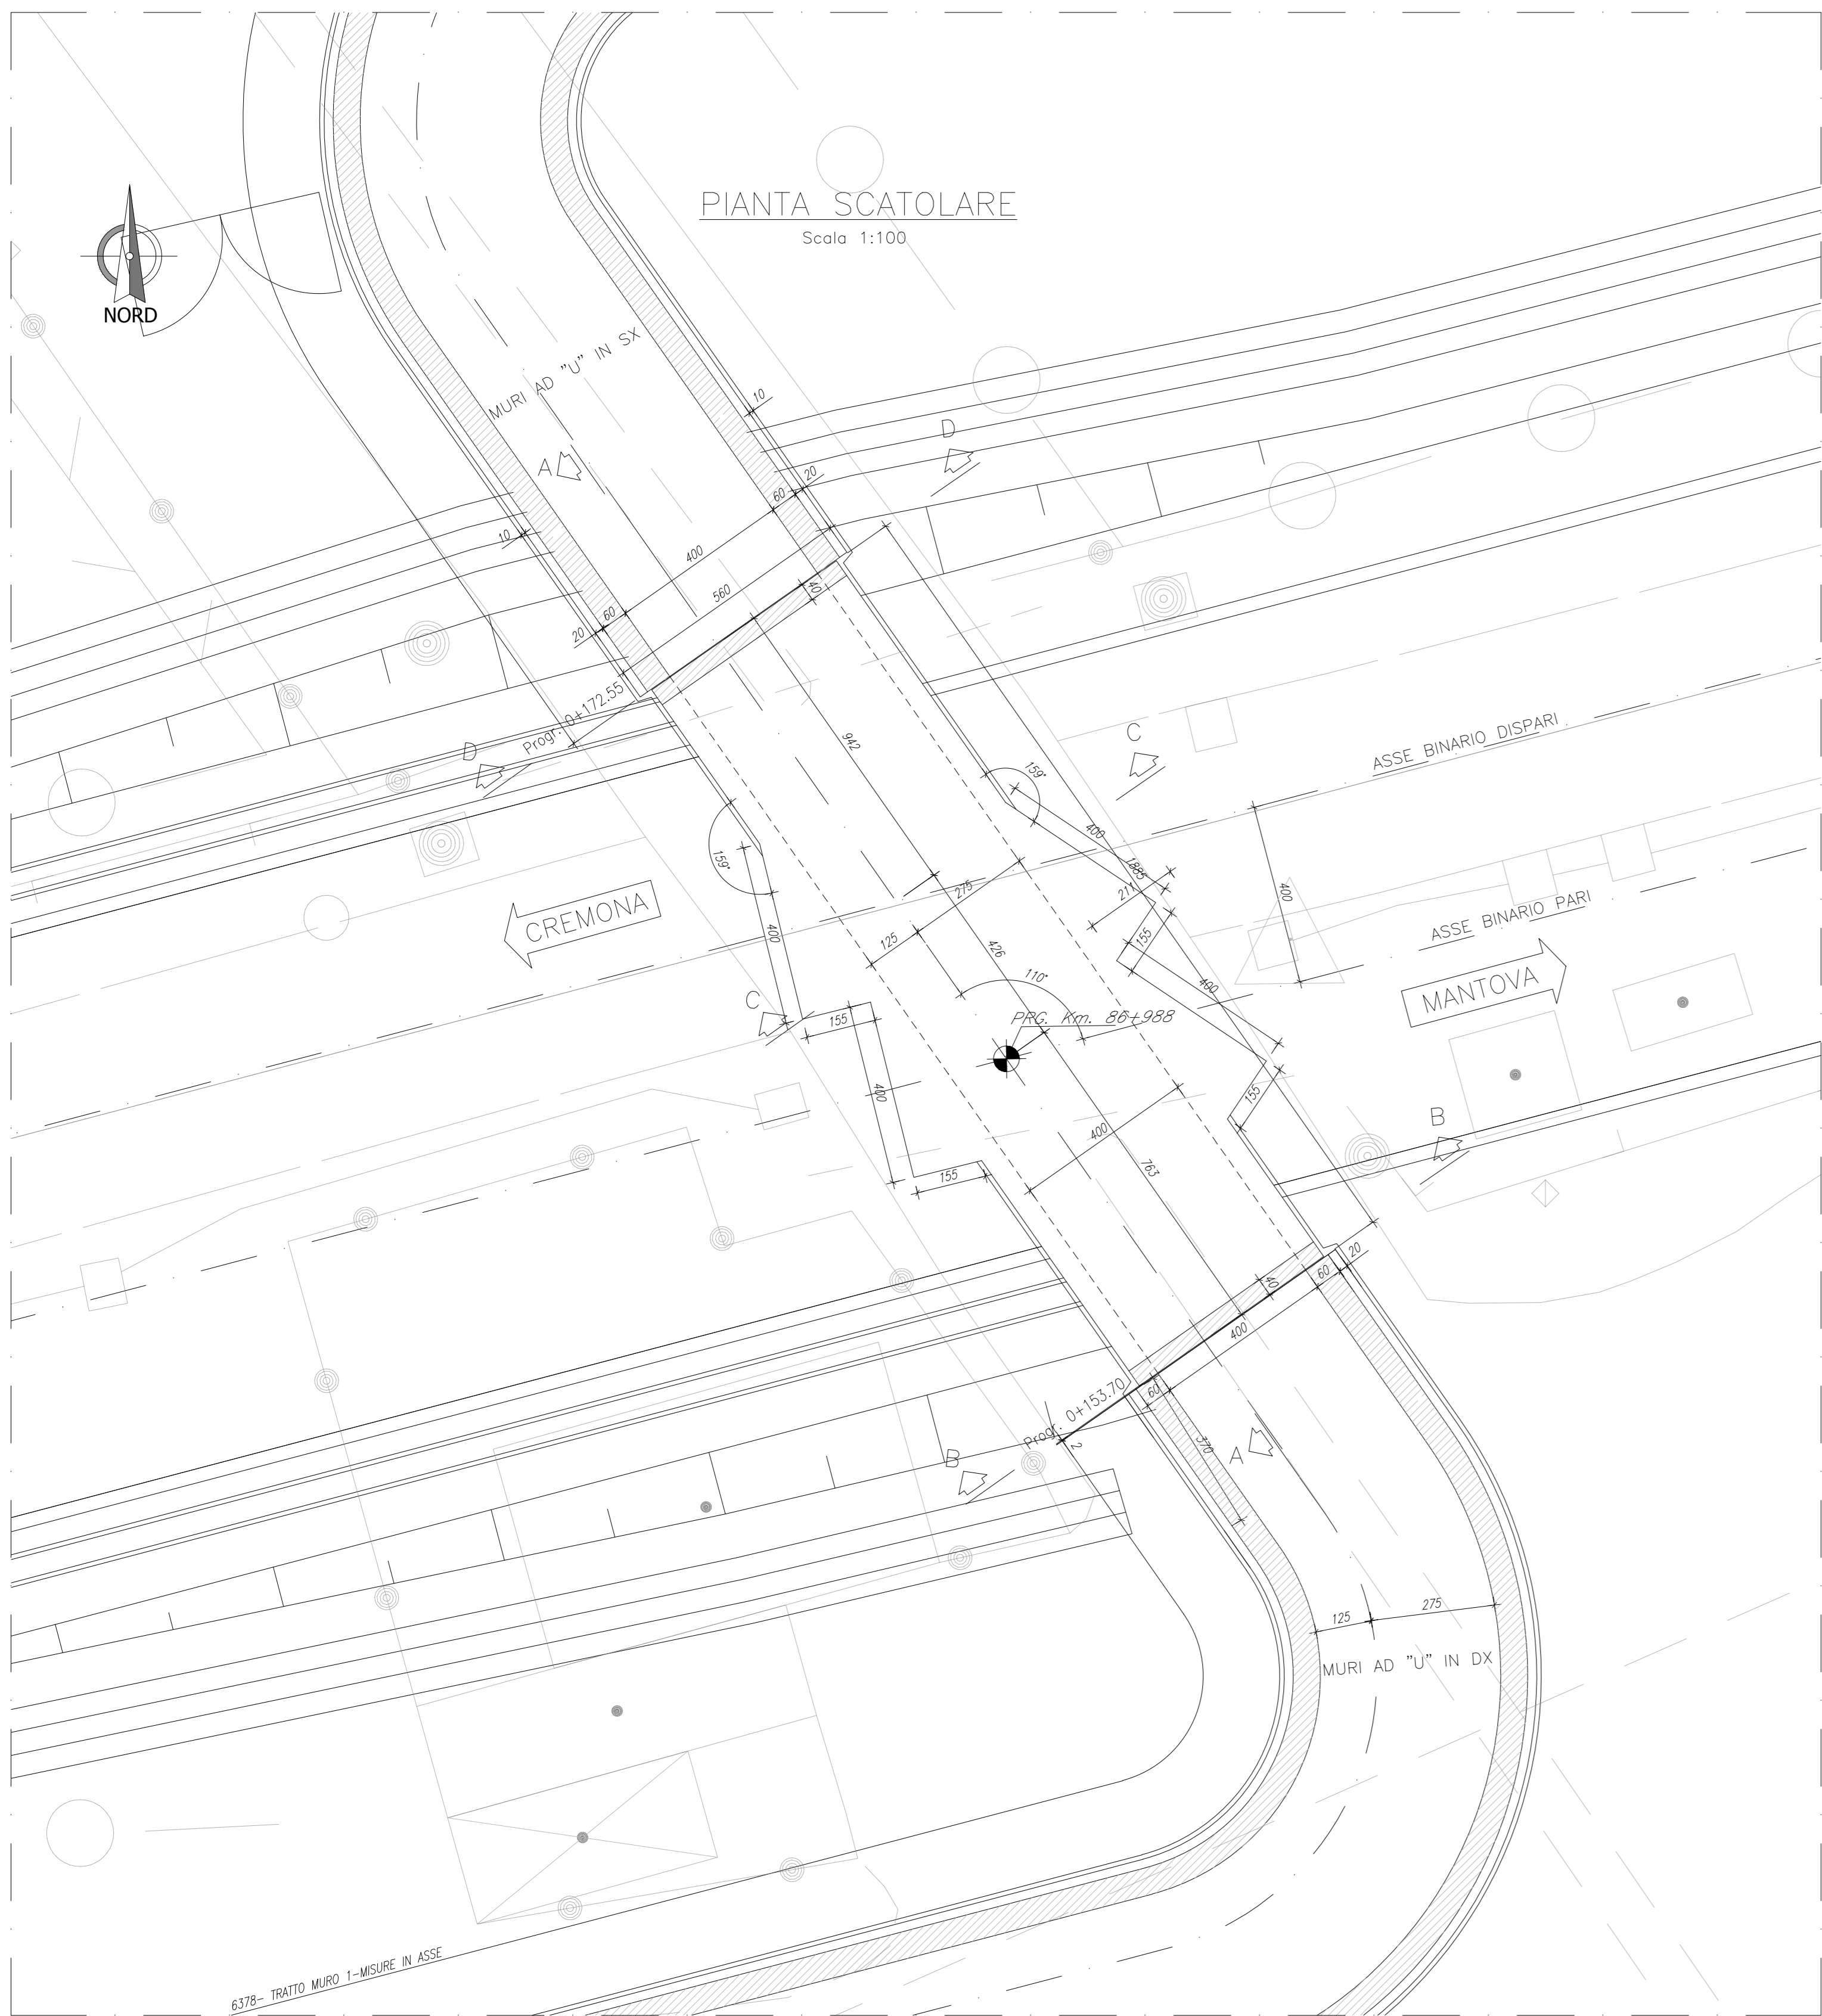 PIANTA SCATOLARE
Scala 1:100
NORD
MURI AD "U" IN SX
10
D
A
20
60
10
400
560
40
60
20
Progr. 0+172.55
D
942
C
159°
ASSE BINARIO DISPARI
400
159°
1885
275
211
400
ASSE BINARIO PARI
CREMONA
400
125
155
426
110°
400
MANTOVA
C
155
PRG. Km. 86+988
400
155
B
400
763
155
20
60
40
400
60
Progr. 0+153.70
2
370
A
B
125
275
MURI AD "U" IN DX
6378- TRATTO MURO 1-MISURE IN ASSE